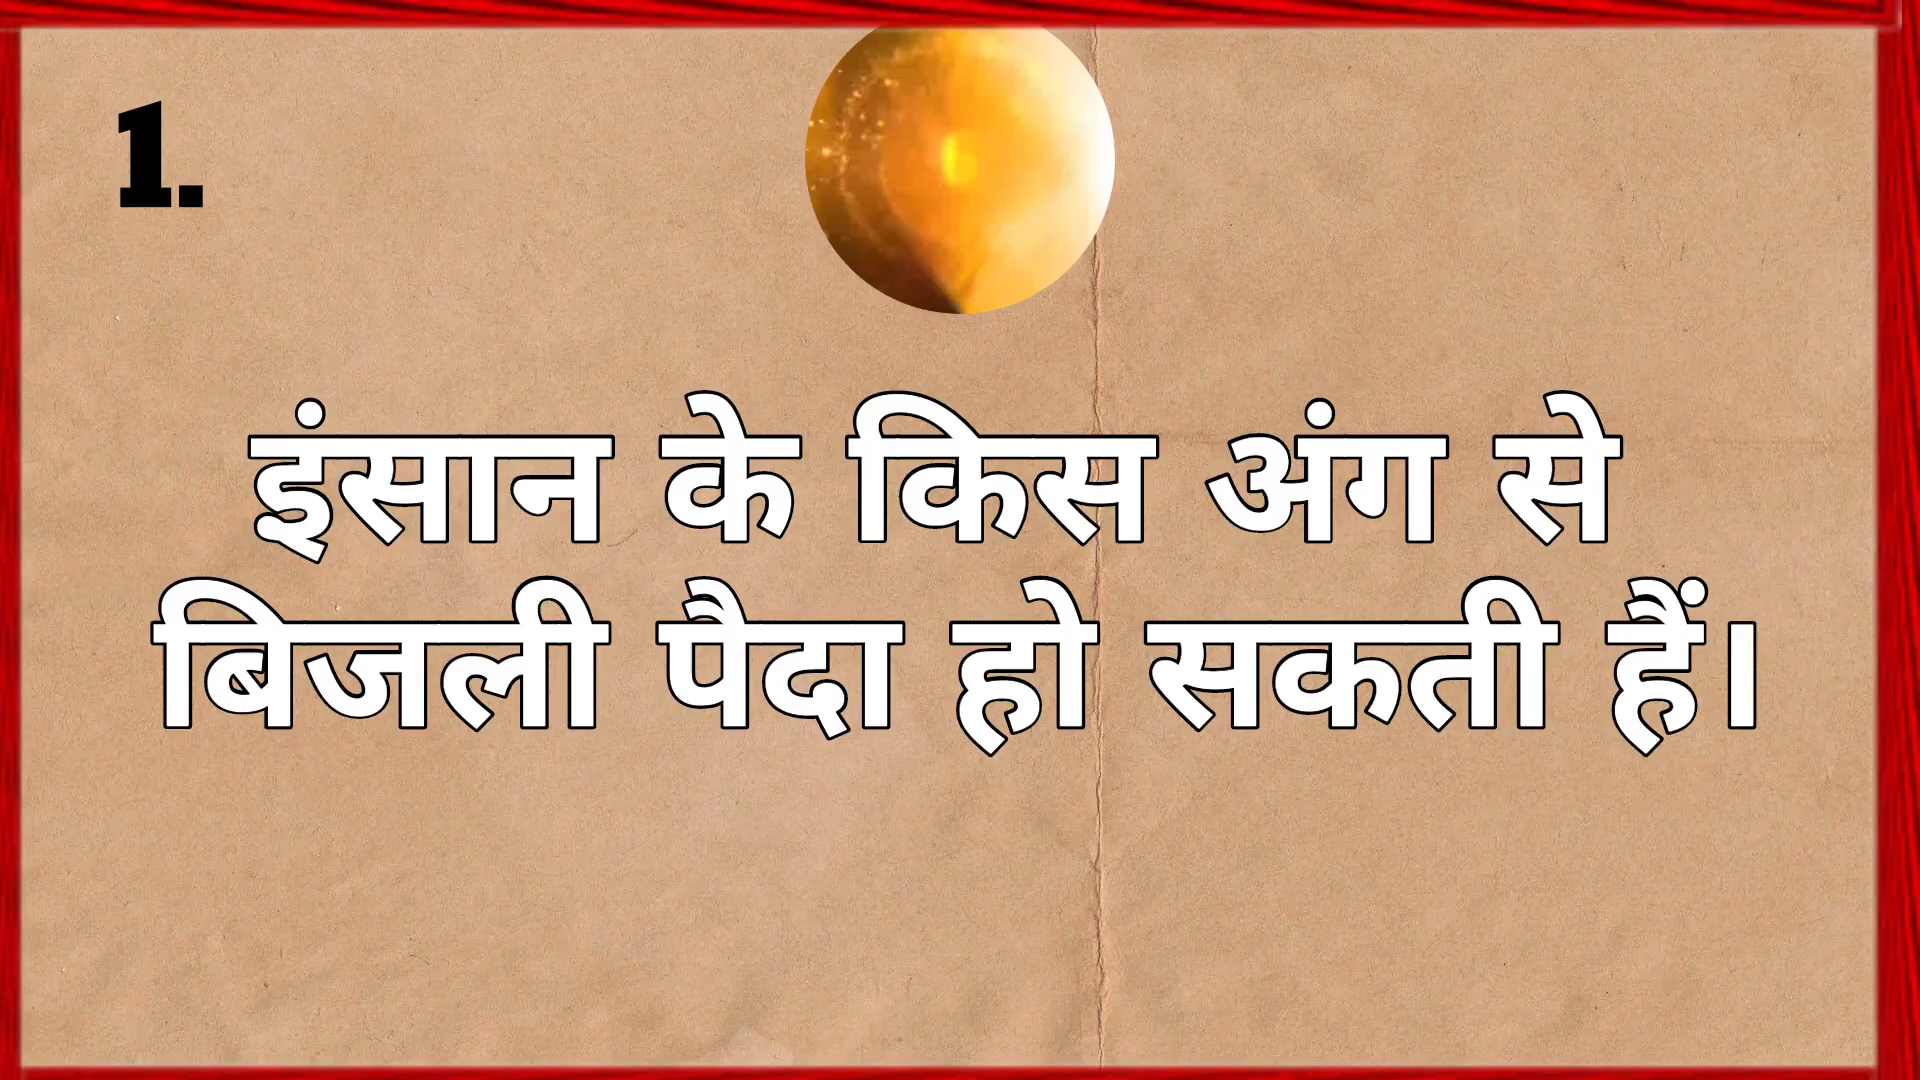 1.
इंसान के किस अंग से
बिजली पैदा हो सकती हैं।